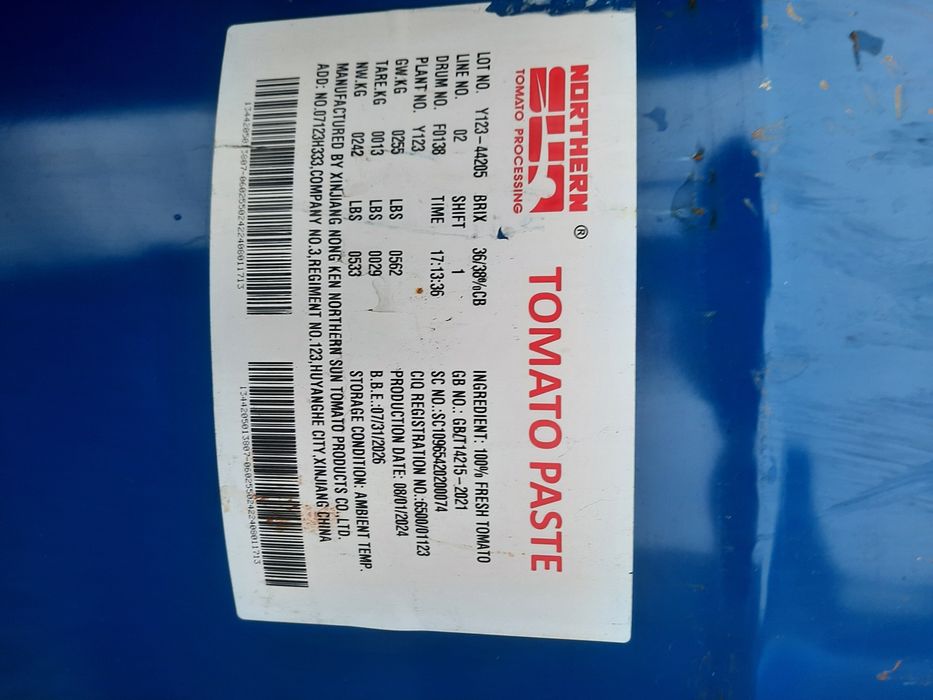 NORTHERN
SUN
TOMATO PROCESSING
®
TOMATO PASTE
LOT NO. Y123-44205 BRIX 36/38%CB INGREDIENT: 100% FRESH TOMATO
LINE NO. 02 SHIFT 1 GB NO.: GB/T14215-2021
DRUM NO. F0138 TIME 17:13:36 SC NO.:SC10965420200074
PLANT NO. Y123 CIQ REGISTRATION NO.:6500/01123
GW.KG 0255 LBS 0562 PRODUCTION DATE: 08/01/2024
TARE.KG 0013 LBS 0029 B.B.E.:07/31/2026
NW.KG 0242 LBS 0533 STORAGE CONDITION: AMBIENT TEMP.
MANUFACTURED BY XINJIANG NONG KEN NORTHERN SUN TOMATO PRODUCTS CO.,LTD.
ADD: NO.07123H333,COMPANY NO.3,REGIMENT NO.123,HUYANGHE CITY,XINJIANG CHINA
1344205013807-06025502422408011713 1344205013807-06025502422408011713